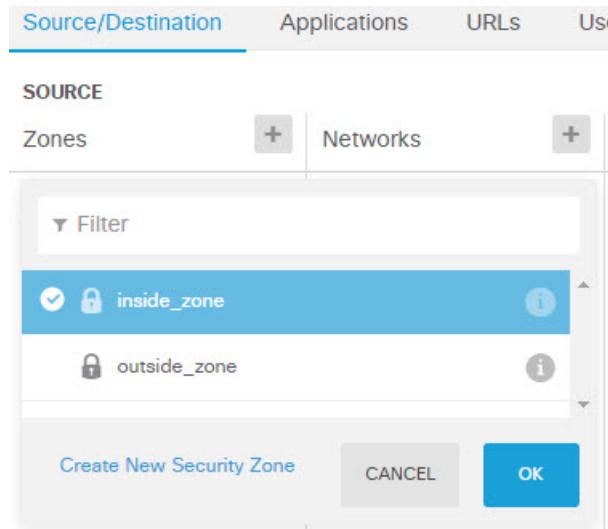 Source/Destination Applications URLs
SOURCE
Zones + Networks +
Filter
inside_zone i
outside_zone i
Create New Security Zone CANCEL OK